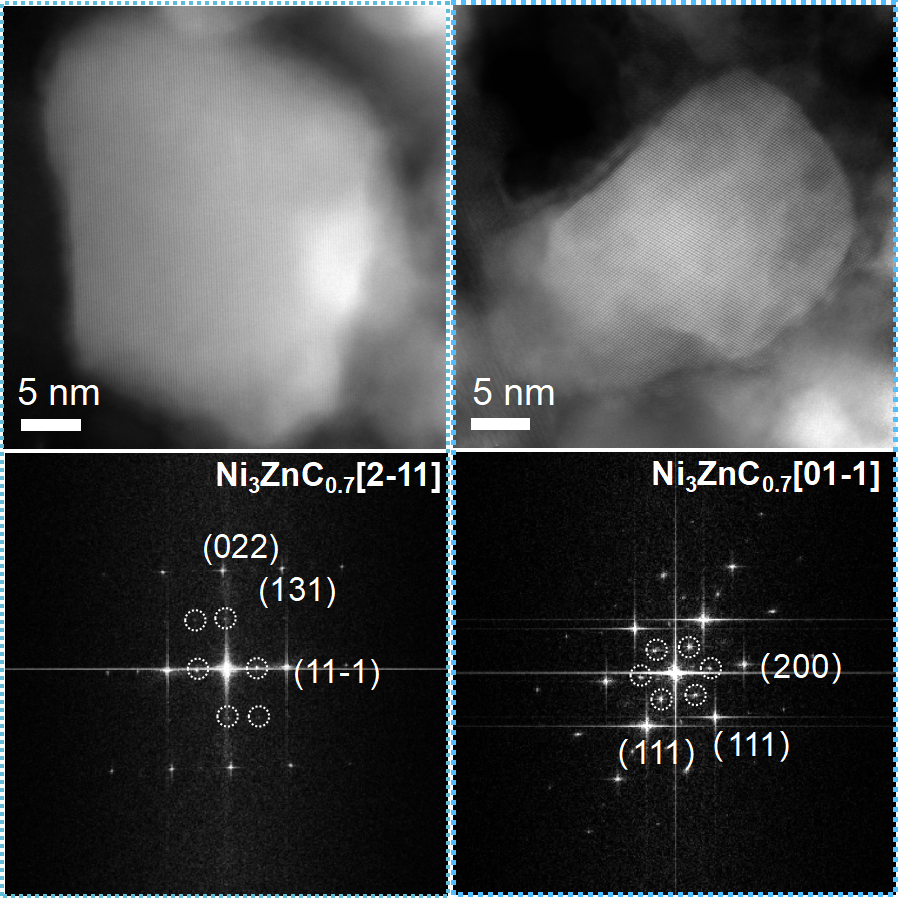 5 nm
5 nm
Ni₃ZnC₀.₇[2-11]
Ni₃ZnC₀.₇[01-1]
(022)
(131)
(11-1)
(200)
(111)
(111)